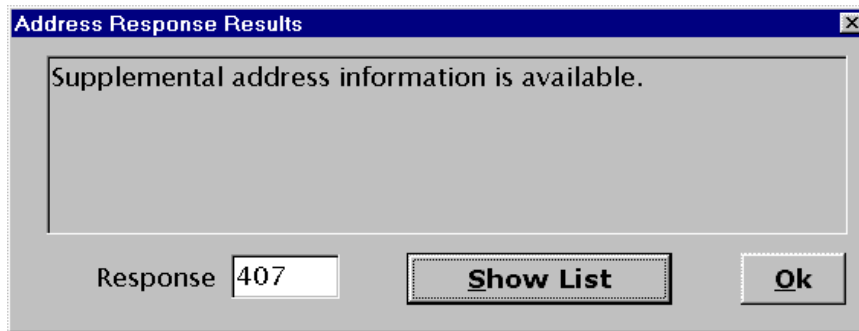 Address Response Results
Supplemental address information is available.
Response 407 Show List Ok